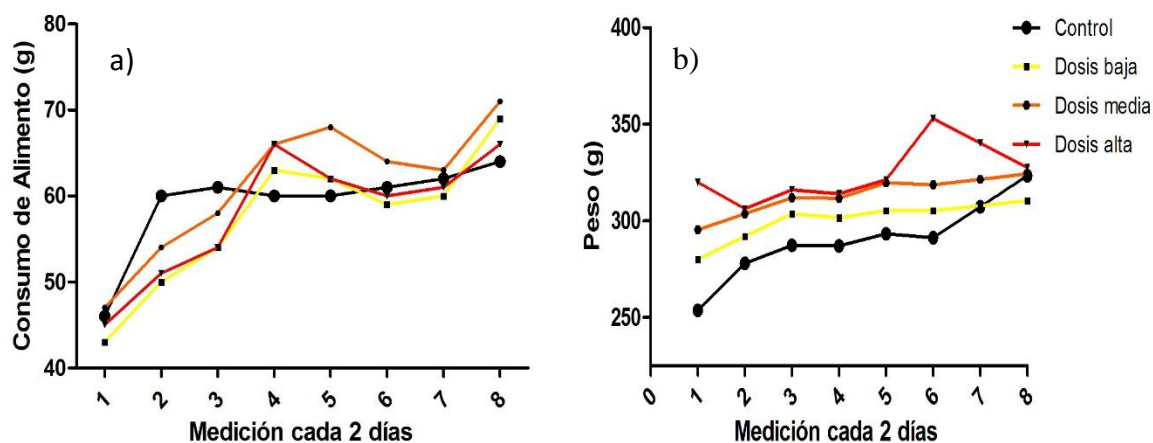 a)
Consumo de Alimento (g)
80
70
60
50
40
1 2 3 4 5 6 7 8
Medición cada 2 días
b)
Peso (g)
400
350
300
250
0 1 2 3 4 5 6 7 8
Medición cada 2 días
Control
Dosis baja
Dosis media
Dosis alta